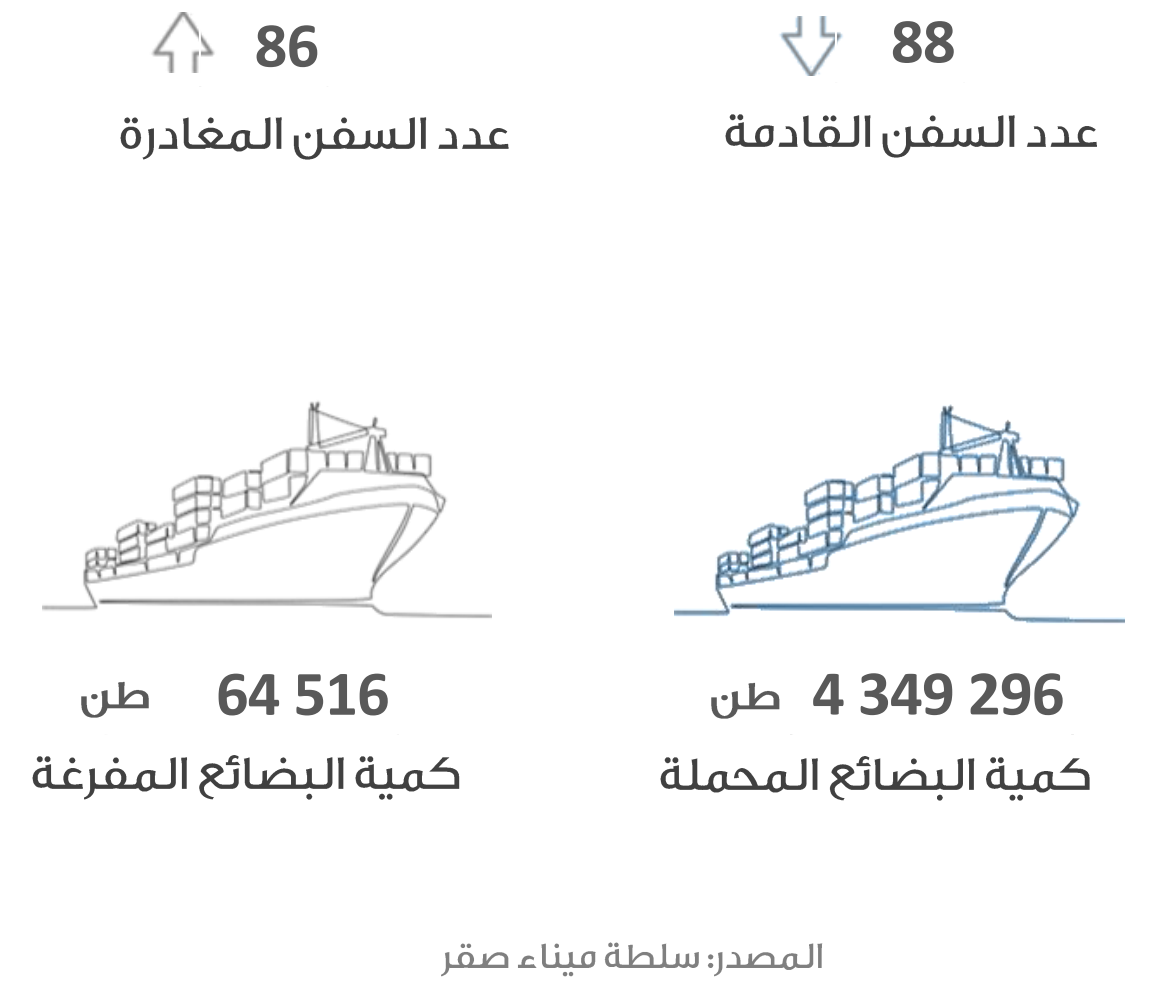 88
عدد السفن القادمة
86
عدد السفن المغادرة
4 349 296 طن
كمية البضائع المحملة
64 516 طن
كمية البضائع المفرغة
المصدر: سلطة ميناء صقر